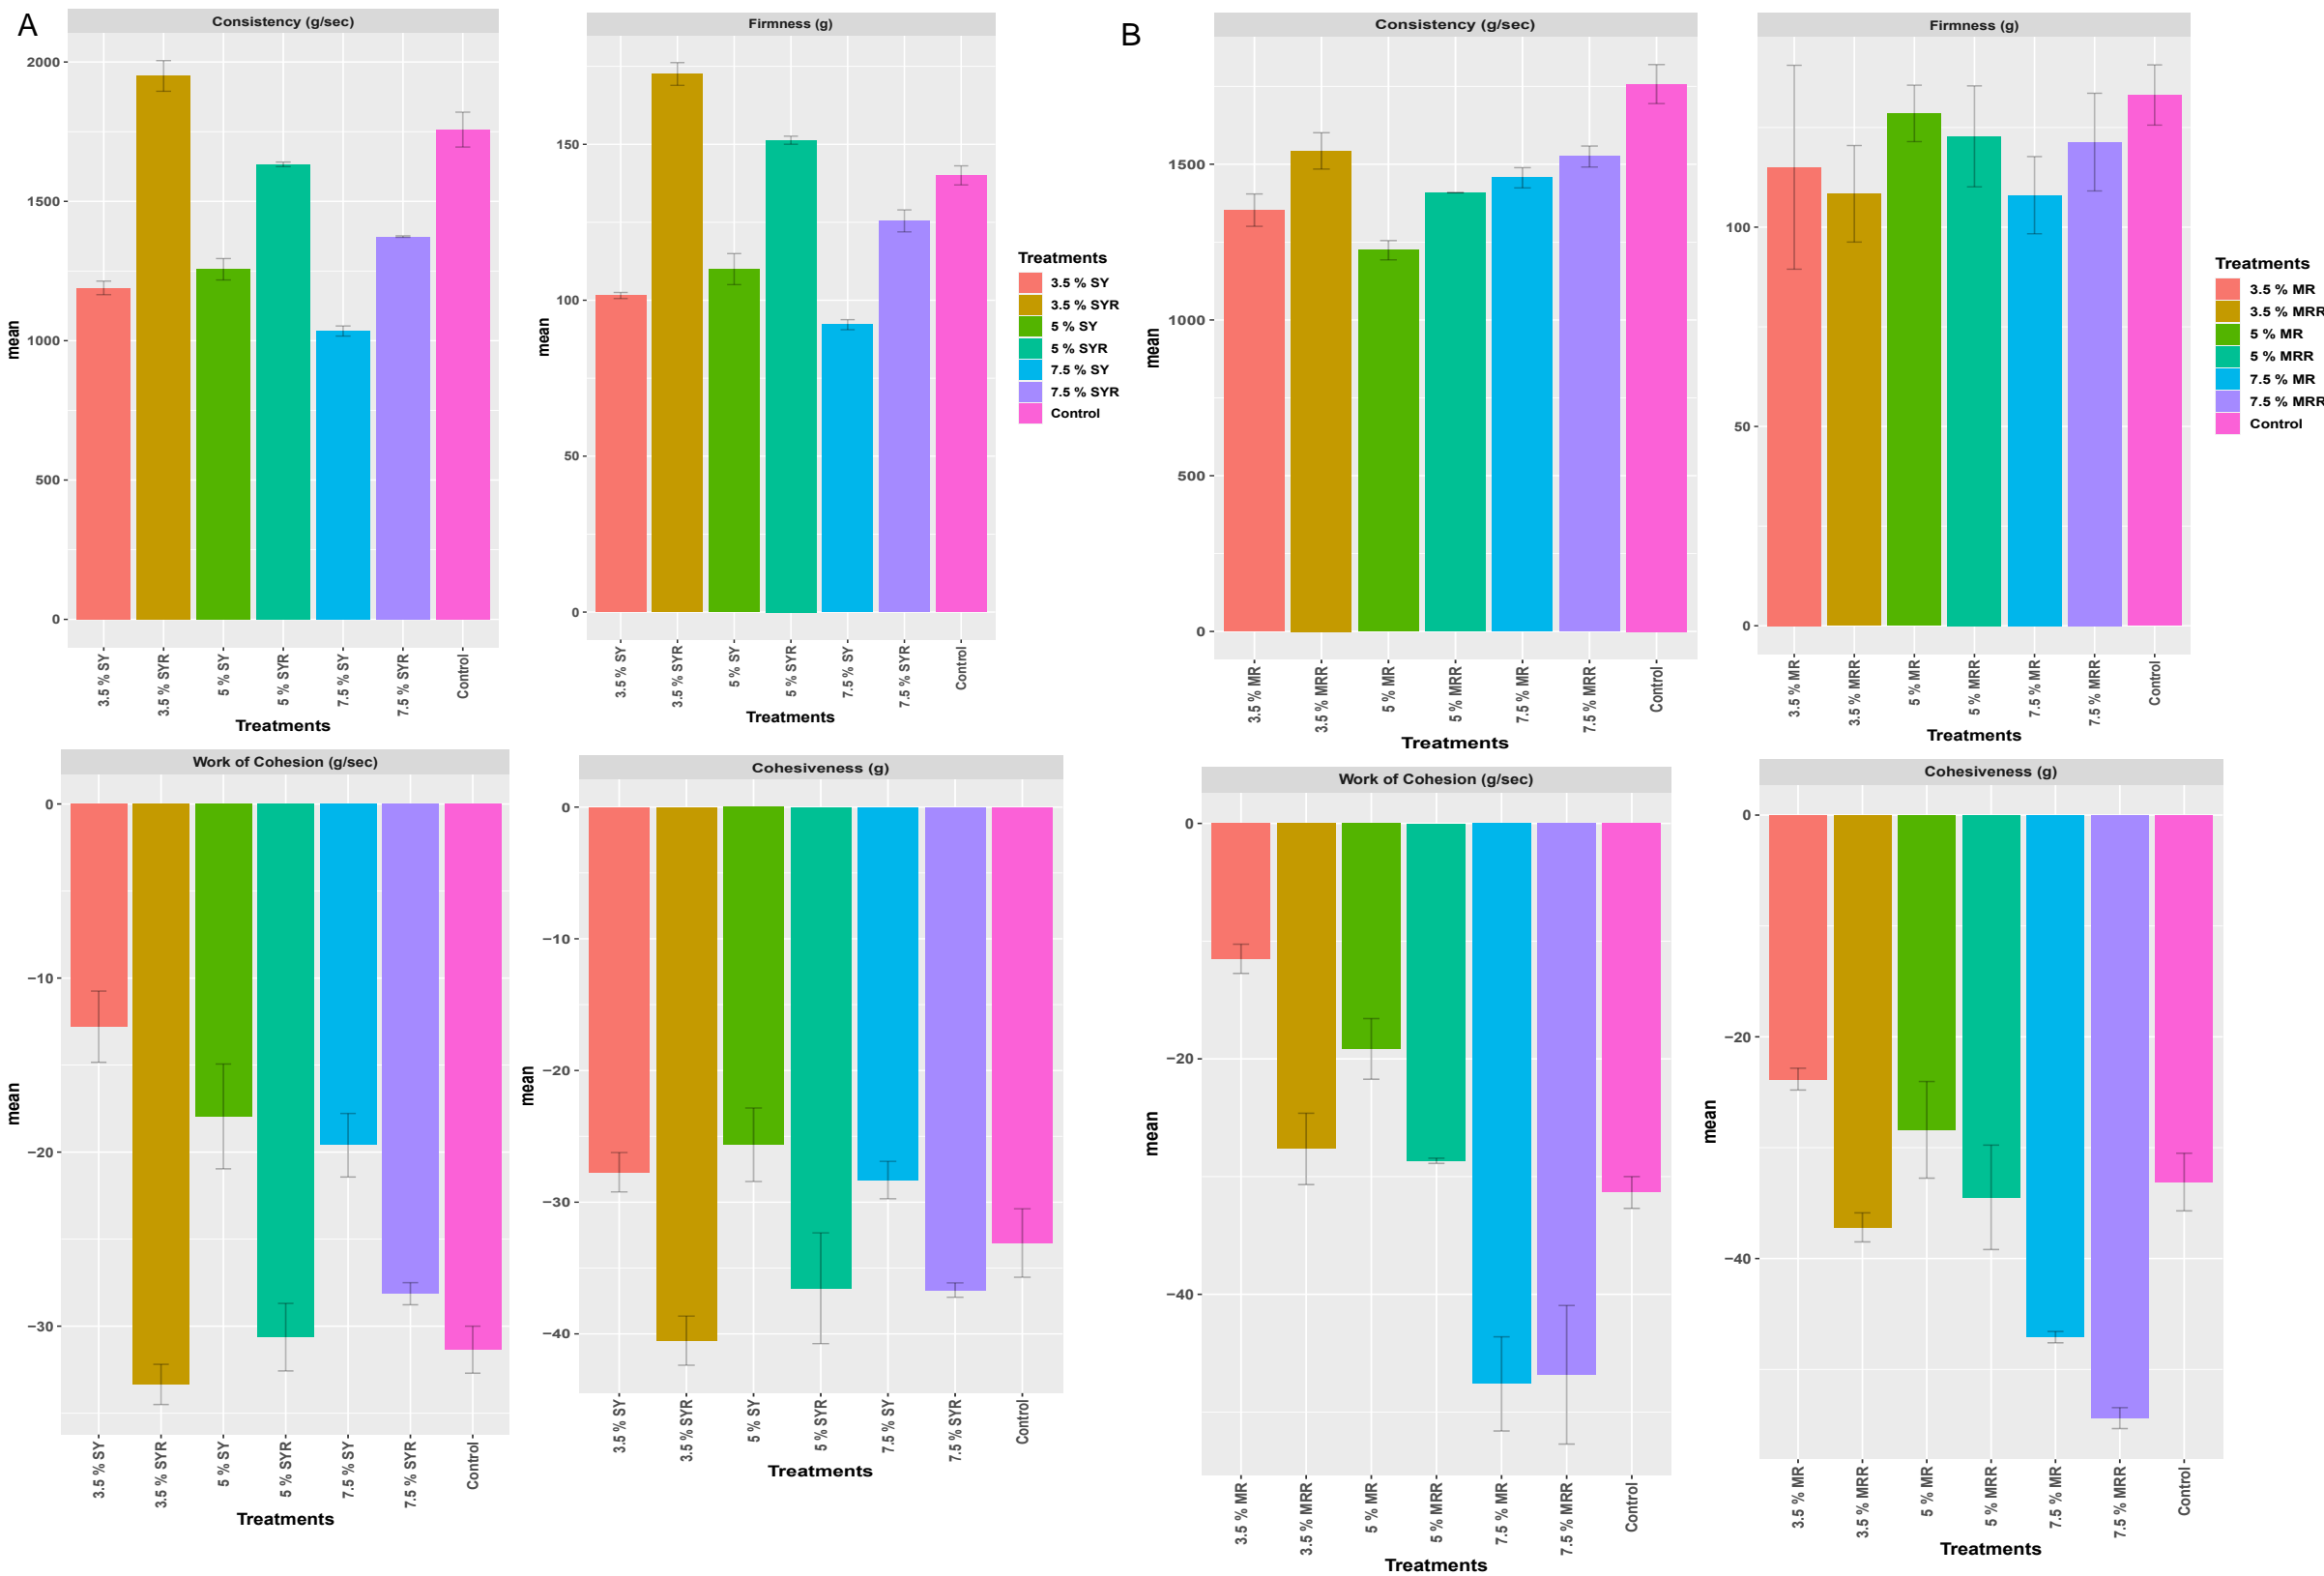 A
Consistency (g/sec)
mean
2000
1500
1000
500
0
3.5 % SY
3.5 % SYR
5 % SY
5 % SYR
7.5 % SY
7.5 % SYR
Control
Treatments
Firmness (g)
mean
150
100
50
0
3.5 % SY
3.5 % SYR
5 % SY
5 % SYR
7.5 % SY
7.5 % SYR
Control
Treatments
Treatments
3.5 % SY
3.5 % SYR
5 % SY
5 % SYR
7.5 % SY
7.5 % SYR
Control
Work of Cohesion (g/sec)
mean
0
−10
−20
−30
3.5 % SY
3.5 % SYR
5 % SY
5 % SYR
7.5 % SY
7.5 % SYR
Control
Treatments
Cohesiveness (g)
mean
0
−10
−20
−30
−40
3.5 % SY
3.5 % SYR
5 % SY
5 % SYR
7.5 % SY
7.5 % SYR
Control
Treatments
B
Consistency (g/sec)
mean
1500
1000
500
0
3.5 % MR
3.5 % MRR
5 % MR
5 % MRR
7.5 % MR
7.5 % MRR
Control
Treatments
Firmness (g)
100
50
0
3.5 % MR
3.5 % MRR
5 % MR
5 % MRR
7.5 % MR
7.5 % MRR
Control
Treatments
Treatments
3.5 % MR
3.5 % MRR
5 % MR
5 % MRR
7.5 % MR
7.5 % MRR
Control
Work of Cohesion (g/sec)
mean
0
−20
−40
3.5 % MR
3.5 % MRR
5 % MR
5 % MRR
7.5 % MR
7.5 % MRR
Control
Treatments
Cohesiveness (g)
mean
0
−20
−40
3.5 % MR
3.5 % MRR
5 % MR
5 % MRR
7.5 % MR
7.5 % MRR
Control
Treatments